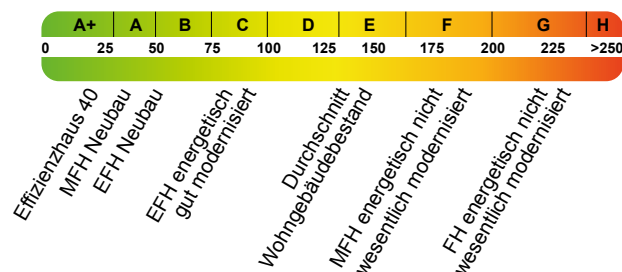 A+ A B C D E F G H
0 25 50 75 100 125 150 175 200 225 >250
Effizienzhaus 40
MFH Neubau
EFH Neubau
EFH energetisch
gut modernisiert
Durchschnitt
Wohngebäudebestand
MFH energetisch nicht
wesentlich modernisiert
FH energetisch nicht
wesentlich modernisiert